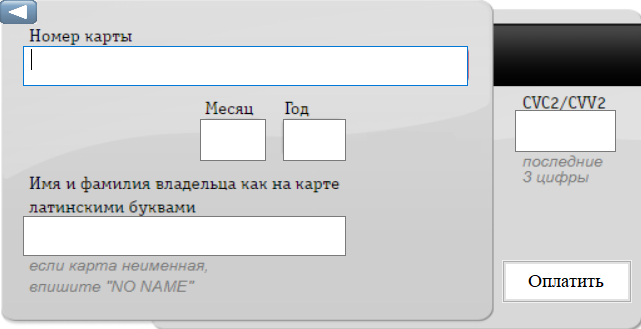 Номер карты
Месяц Год
CVC2/CVV2
последние
3 цифры
Имя и фамилия владельца как на карте
латинскими буквами
если карта неименная,
впишите "NO NAME"
Оплатить